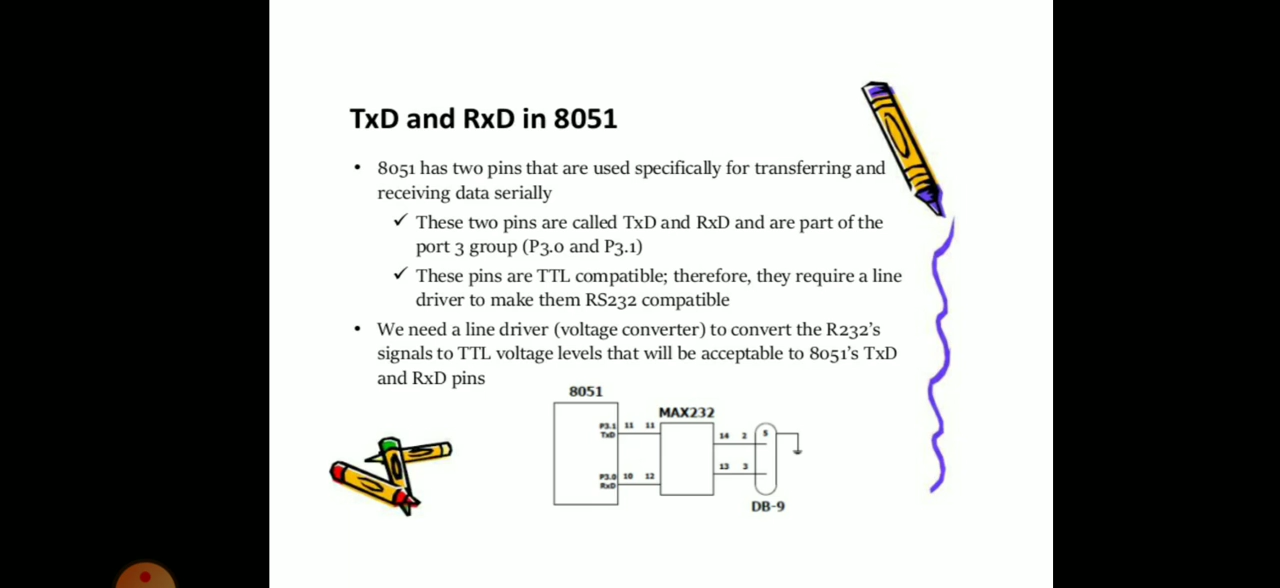 TxD and RxD in 8051
• 8051 has two pins that are used specifically for transferring and
receiving data serially
✓ These two pins are called TxD and RxD and are part of the
port 3 group (P3.0 and P3.1)
✓ These pins are TTL compatible; therefore, they require a line
driver to make them RS232 compatible
• We need a line driver (voltage converter) to convert the R232's
signals to TTL voltage levels that will be acceptable to 8051's TxD
and RxD pins
8051
MAX232
P3.1 11 11
TxD
14 2 5
P3.0 10 12
RxD
13 3
DB-9